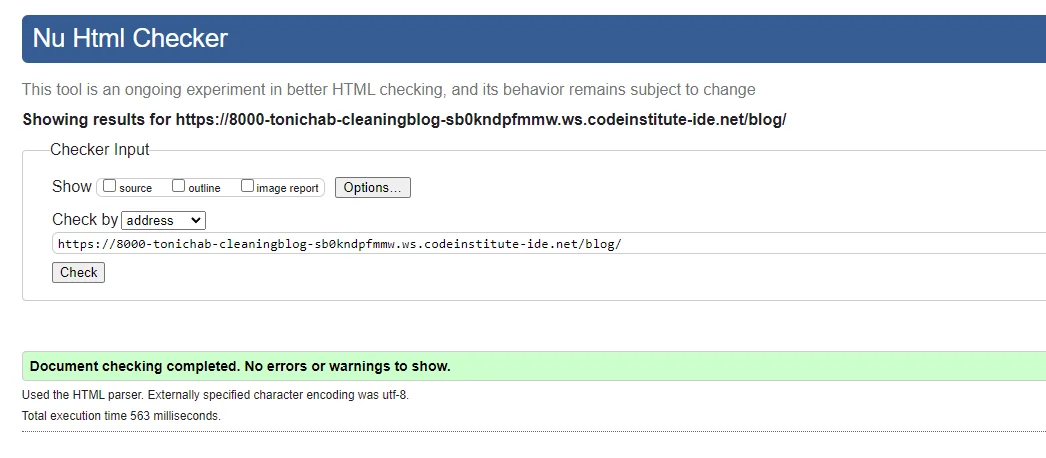 Nu Html Checker
This tool is an ongoing experiment in better HTML checking, and its behavior remains subject to change
Showing results for https://8000-tonichab-cleaningblog-sb0kndpfmmw.ws.codeinstitute-ide.net/blog/
Checker Input
Show source outline image report Options...
Check by address
https://8000-tonichab-cleaningblog-sb0kndpfmmw.ws.codeinstitute-ide.net/blog/
Check
Document checking completed. No errors or warnings to show.
Used the HTML parser. Externally specified character encoding was utf-8.
Total execution time 563 milliseconds.